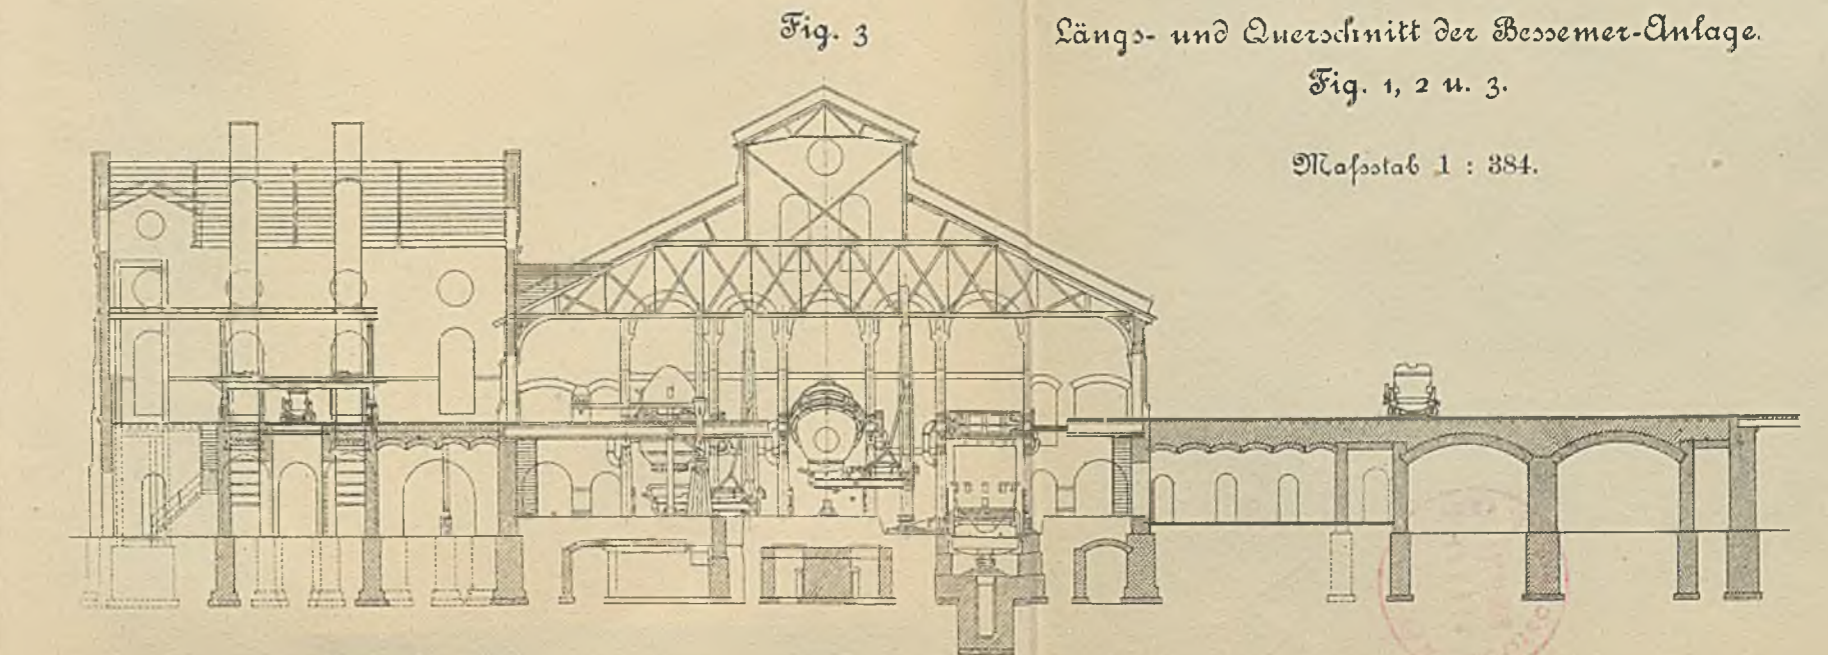 Fig. 3
Längs- und Querschnitt der Bessemer-Anlage.
Fig. 1, 2 u. 3.
Maſsstab 1 : 384.